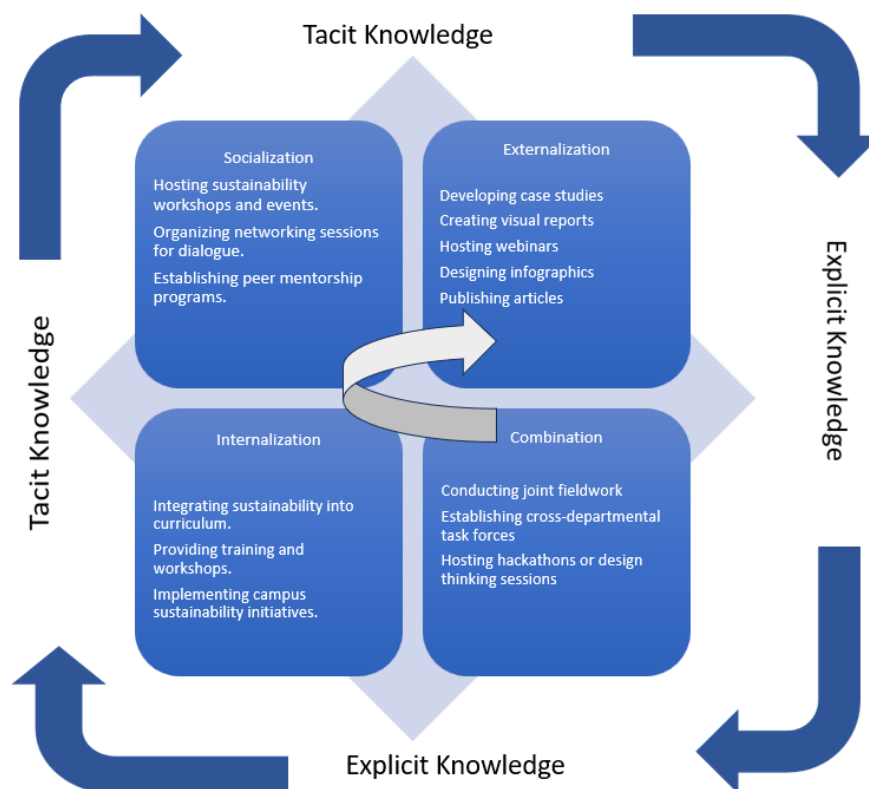 Tacit Knowledge
Socialization
Hosting sustainability
workshops and events.
Organizing networking sessions
for dialogue.
Establishing peer mentorship
programs.
Externalization
Developing case studies
Creating visual reports
Hosting webinars
Designing infographics
Publishing articles
Tacit Knowledge
Explicit Knowledge
Internalization
Integrating sustainability into
curriculum.
Providing training and
workshops.
Implementing campus
sustainability initiatives.
Combination
Conducting joint fieldwork
Establishing cross-departmental
task forces
Hosting hackathons or design
thinking sessions
Explicit Knowledge